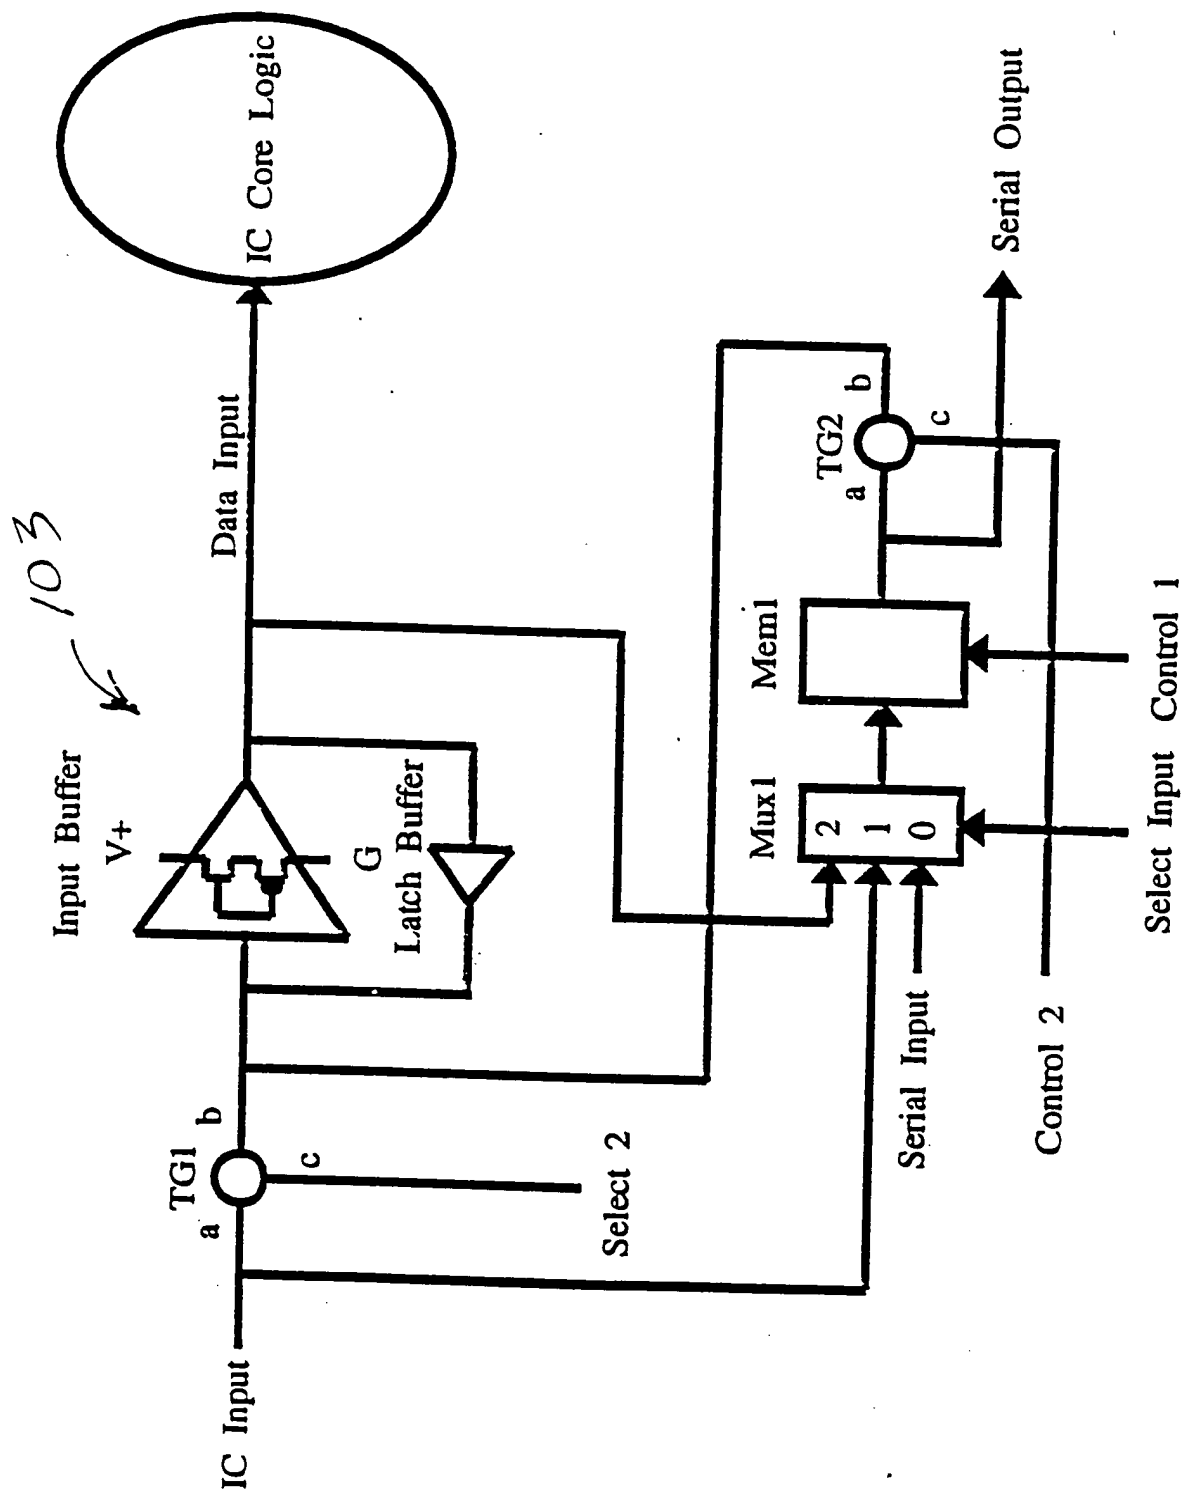 103
Input Buffer
V+
G
Latch Buffer
IC Input
a
TG1
b
c
Select 2
Data Input
IC Core Logic
Mux1
2
1
0
Mem1
a
TG2
b
c
Serial Input
Serial Output
Control 2
Select Input Control 1